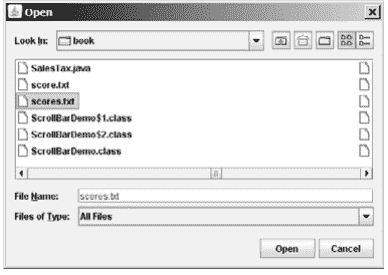 Open
Look In: book
SalesTax.java
score.txt
scores.txt
ScrollBarDemo$1.class
ScrollBarDemo$2.class
ScrollBarDemo.class
File Name: scores.txt
Files of Type: All Files
Open Cancel